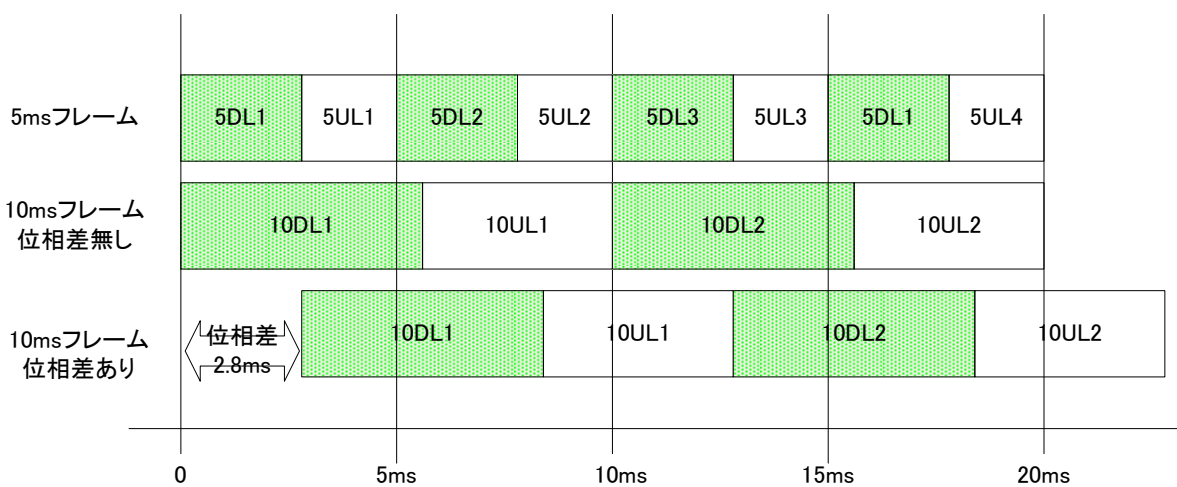 5msフレーム
5DL1 5UL1 5DL2 5UL2 5DL3 5UL3 5DL1 5UL4
10msフレーム
位相差無し
10DL1 10UL1 10DL2 10UL2
10msフレーム
位相差あり
位相差
2.8ms
10DL1 10UL1 10DL2 10UL2
0 5ms 10ms 15ms 20ms